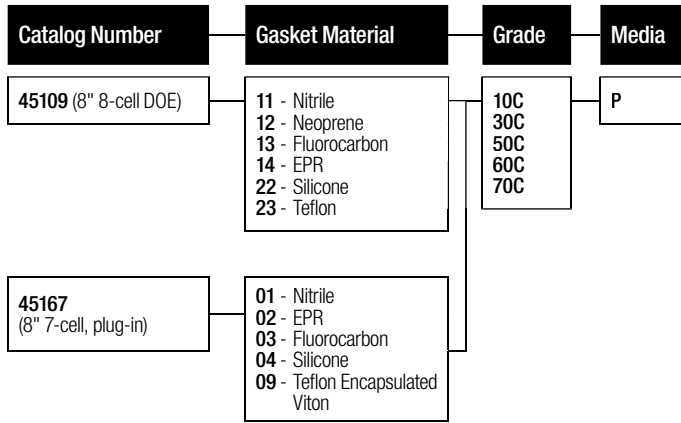 Catalog Number
Gasket Material
Grade
Media
45109 (8" 8-cell DOE)
11 - Nitrile
12 - Neoprene
13 - Fluorocarbon
14 - EPR
22 - Silicone
23 - Teflon
10C
30C
50C
60C
70C
P
45167
(8" 7-cell, plug-in)
01 - Nitrile
02 - EPR
03 - Fluorocarbon
04 - Silicone
09 - Teflon Encapsulated
Viton